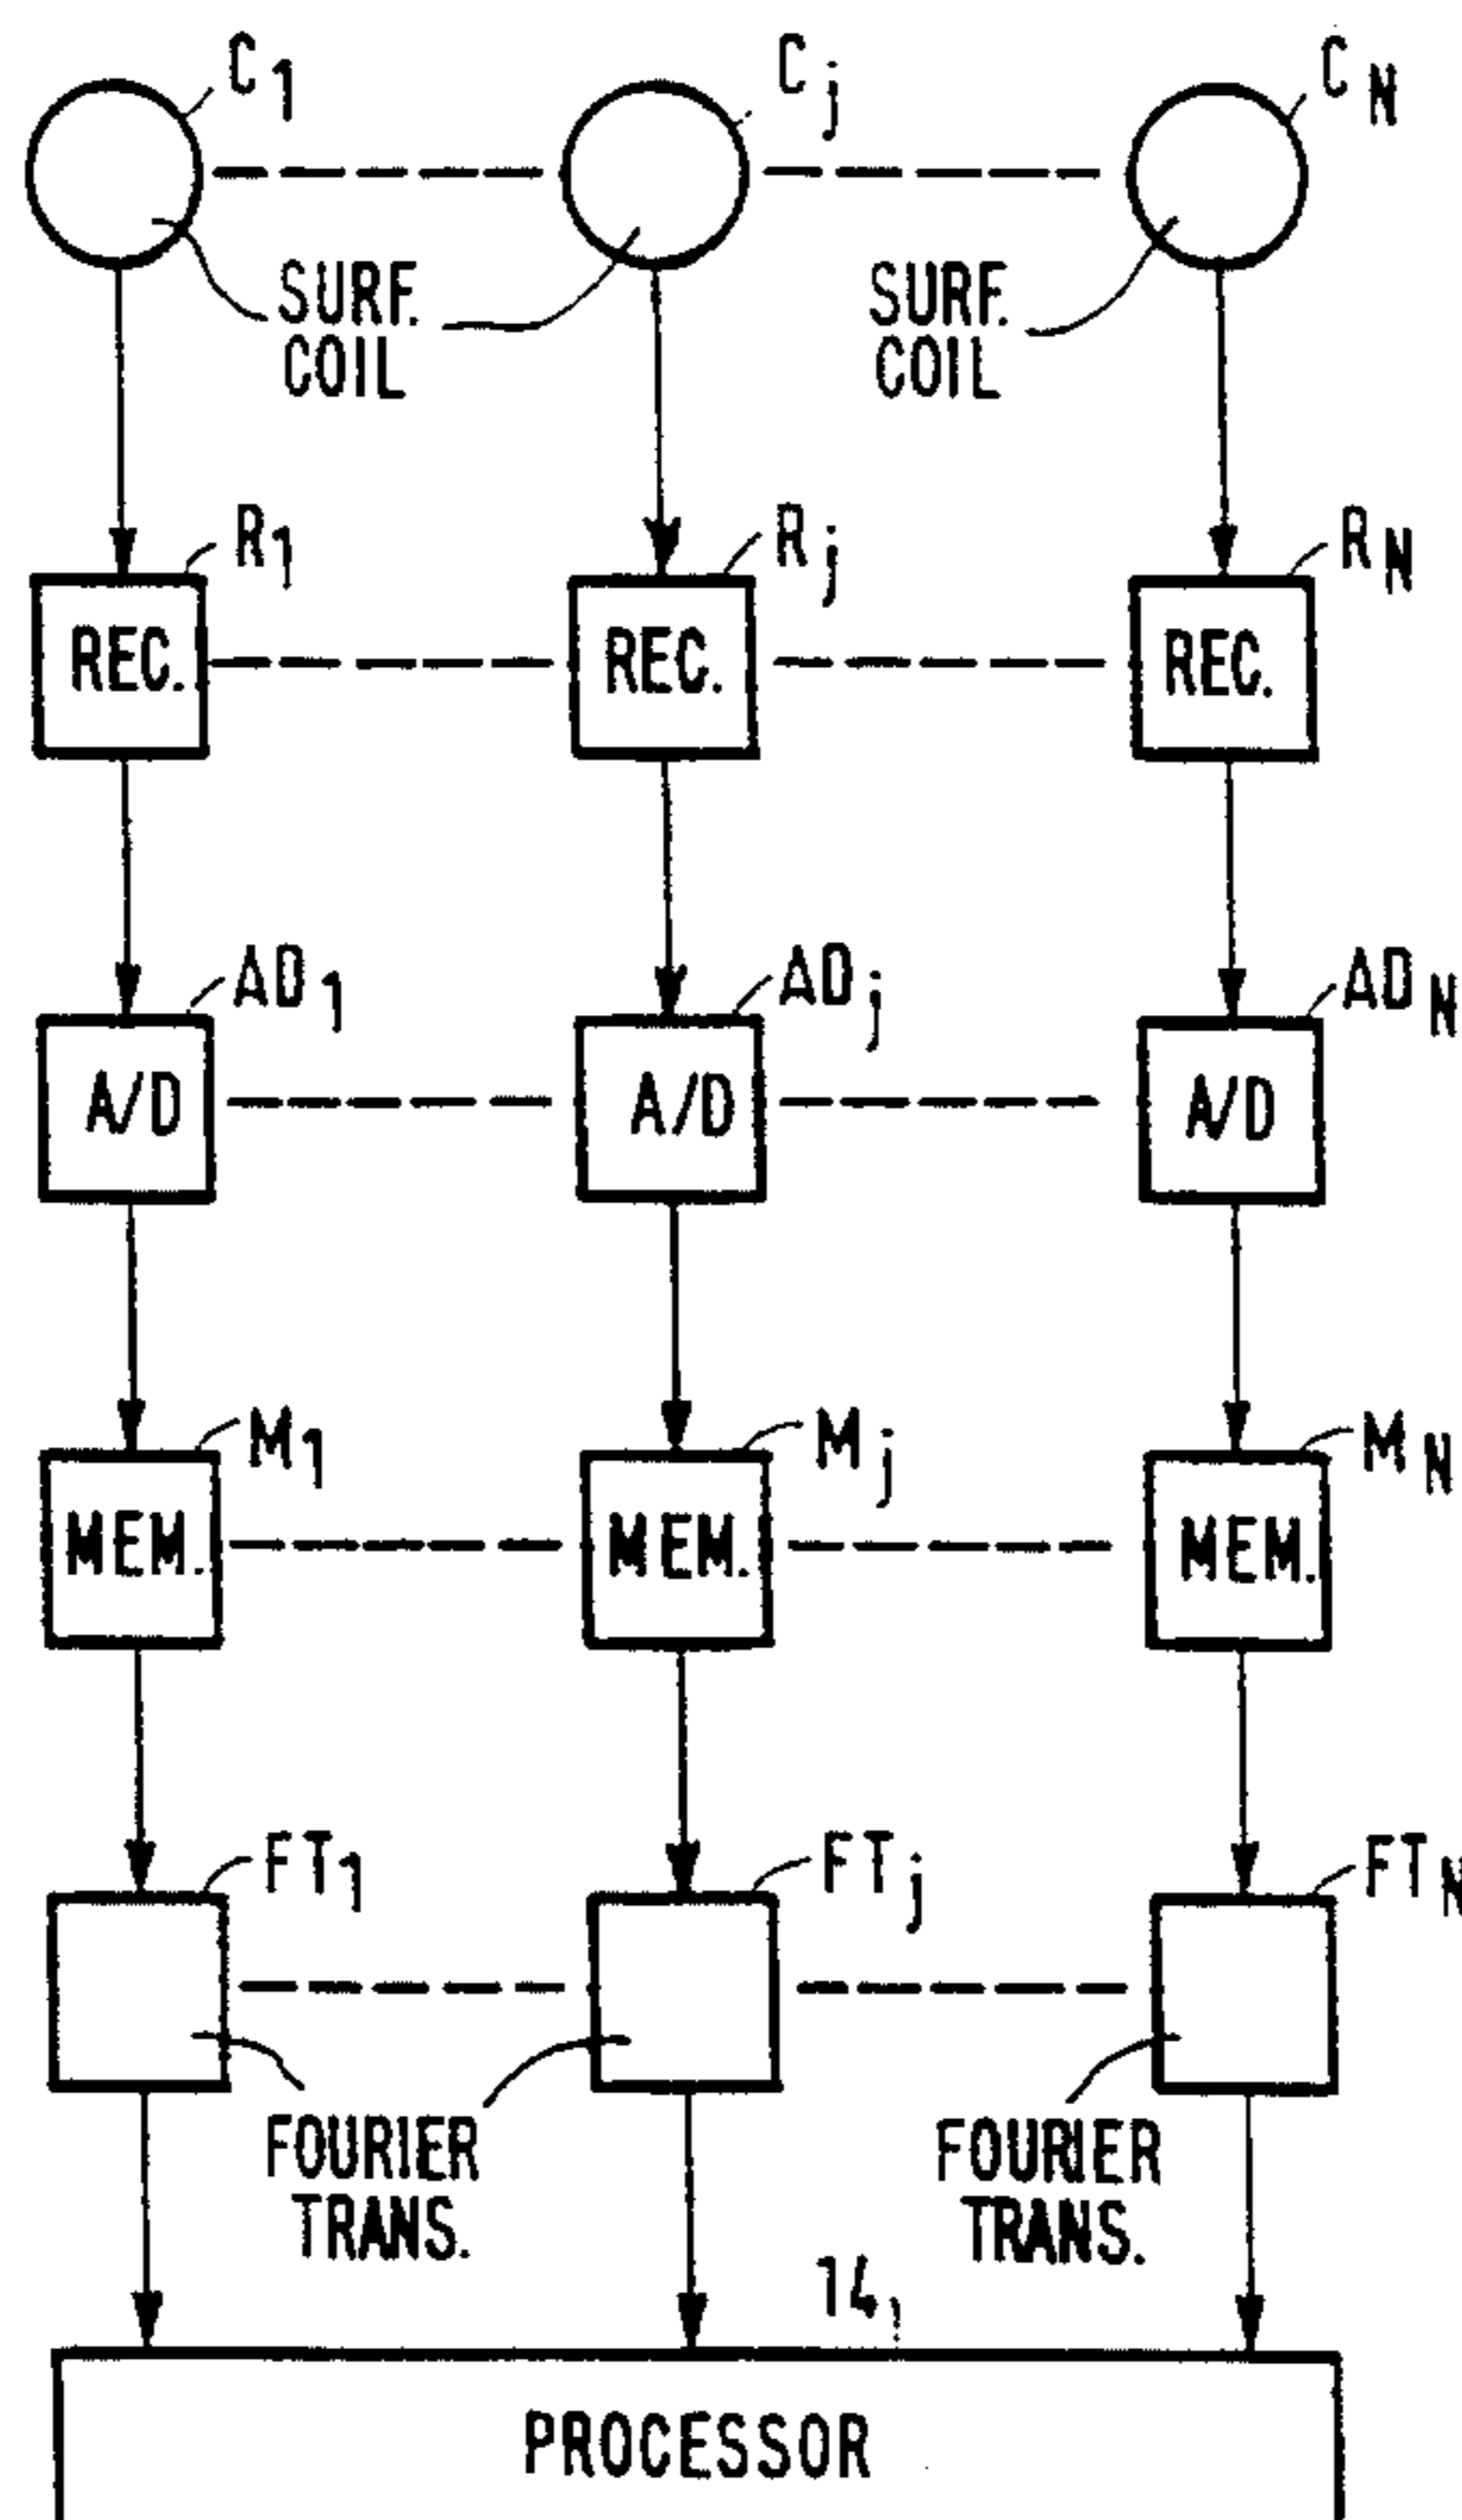 C1 Cj CN
SURF. SURF.
COIL COIL
R1 Rj RN
REC. REC. REC.
AD1 ADj ADN
A/D A/D A/D
M1 Mj MN
MEM. MEM. MEM.
FT1 FTj FTN
FOURIER FOURIER
TRANS. TRANS.
14
PROCESSOR